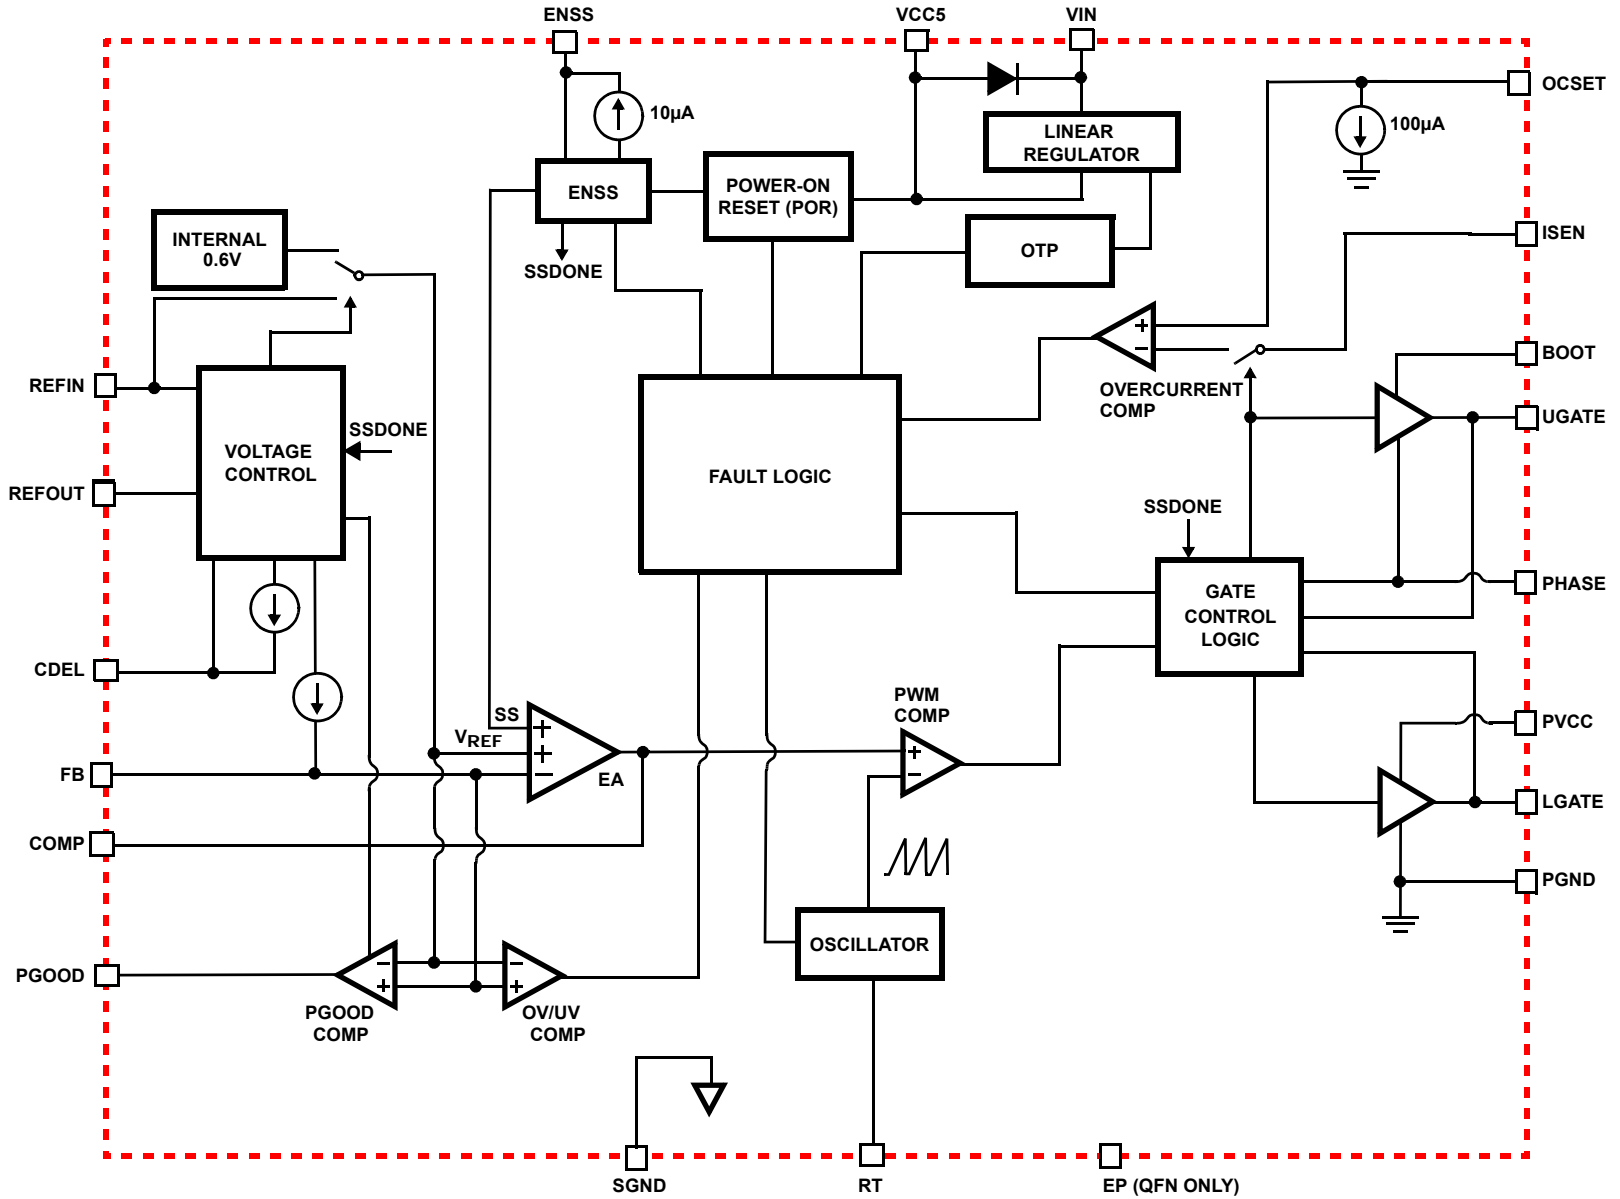 ENSS
VCC5
VIN
OCSET
10µA
100µA
LINEAR
REGULATOR
ENSS
POWER-ON
RESET (POR)
INTERNAL
0.6V
SSDONE
OTP
ISEN
+
−
BOOT
REFIN
OVERCURRENT
COMP
UGATE
SSDONE
VOLTAGE
CONTROL
FAULT LOGIC
REFOUT
SSDONE
PHASE
GATE
CONTROL
LOGIC
CDEL
PWM
COMP
SS
+
VREF
+
−
EA
+
−
PVCC
FB
LGATE
COMP
PGND
OSCILLATOR
PGOOD
−
+
−
+
PGOOD
COMP
OV/UV
COMP
SGND
RT
EP (QFN ONLY)